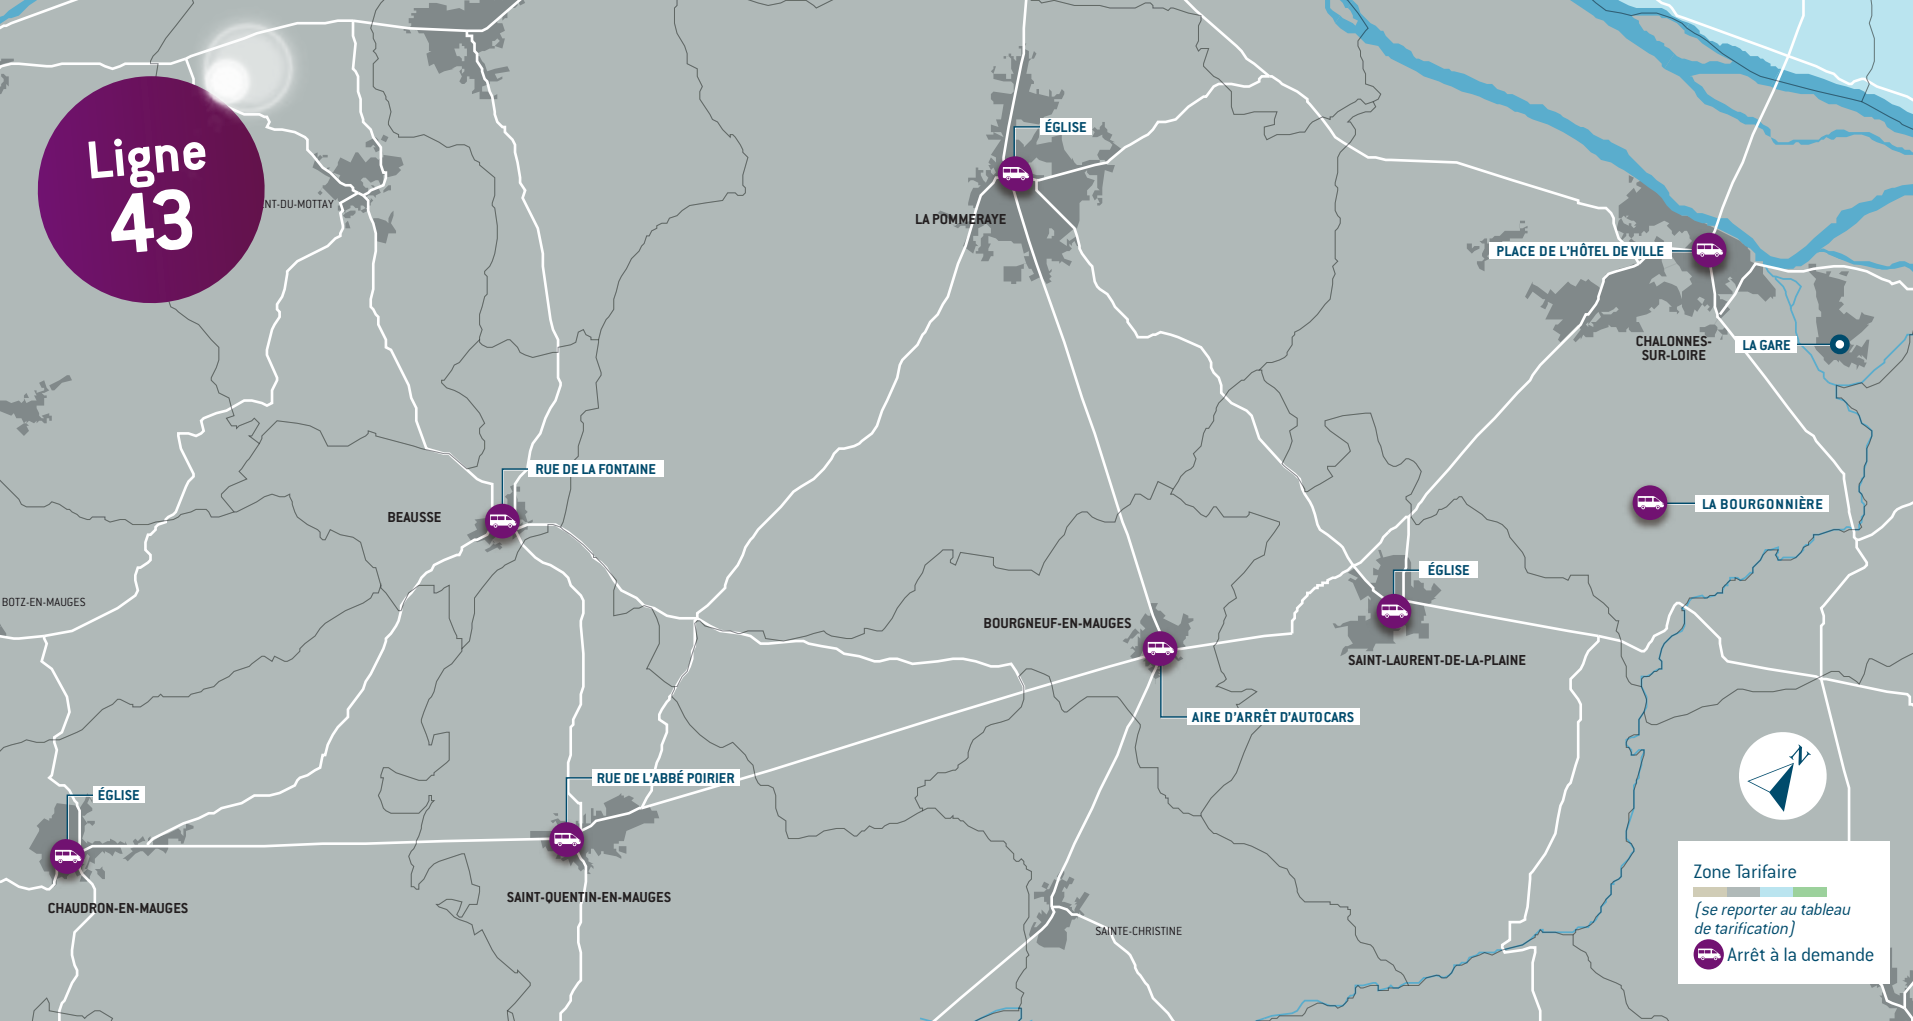 Ligne
43
NT-DU-MOTTAY
ÉGLISE
LA POMMERAYE
PLACE DE L'HÔTEL DE VILLE
CHALONNES-
SUR-LOIRE
LA GARE
RUE DE LA FONTAINE
BEAUSSE
LA BOURGONNIÈRE
ÉGLISE
BOTZ-EN-MAUGES
BOURGNEUF-EN-MAUGES
SAINT-LAURENT-DE-LA-PLAINE
AIRE D'ARRÊT D'AUTOCARS
N
RUE DE L'ABBÉ POIRIER
ÉGLISE
SAINT-QUENTIN-EN-MAUGES
CHAUDRON-EN-MAUGES
SAINTE-CHRISTINE
Zone Tarifaire
(se reporter au tableau
de tarification)
Arrêt à la demande